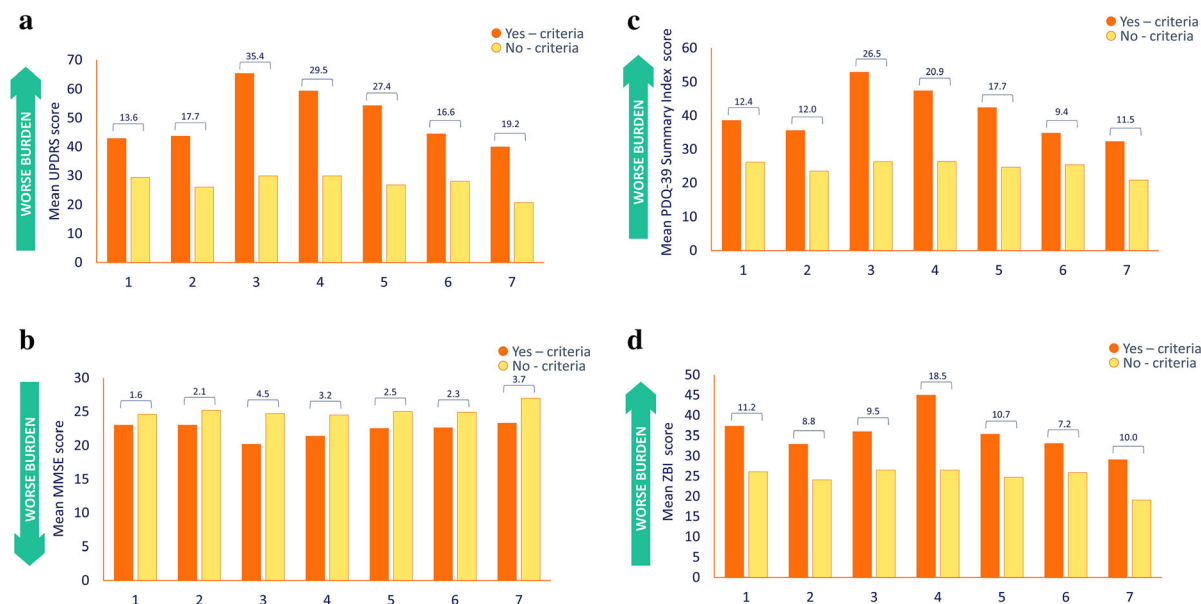 a
Yes – criteria
No - criteria
WORSE BURDEN
Mean UPDRS score
70
60
50
40
30
20
10
0
13.6
17.7
35.4
29.5
27.4
16.6
19.2
1 2 3 4 5 6 7
c
Yes – criteria
No - criteria
WORSE BURDEN
Mean PDQ-39 Summary Index score
60
50
40
30
20
10
0
12.4
12.0
26.5
20.9
17.7
9.4
11.5
1 2 3 4 5 6 7
b
Yes – criteria
No - criteria
WORSE BURDEN
Mean MMSE score
30
25
20
15
10
5
0
1.6
2.1
4.5
3.2
2.5
2.3
3.7
1 2 3 4 5 6 7
d
Yes – criteria
No - criteria
WORSE BURDEN
Mean ZBI score
50
45
40
35
30
25
20
15
10
5
0
11.2
8.8
9.5
18.5
10.7
7.2
10.0
1 2 3 4 5 6 7